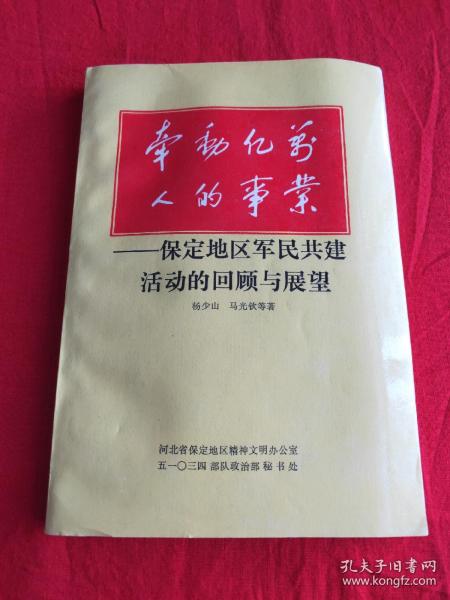 牵動亿萬
人的事業
——保定地区军民共建
活动的回顾与展望
杨少山 马光钦等著
河北省保定地区精神文明办公室
五一〇三四部队政治部秘书处
孔夫子旧书网
www.kongfz.com